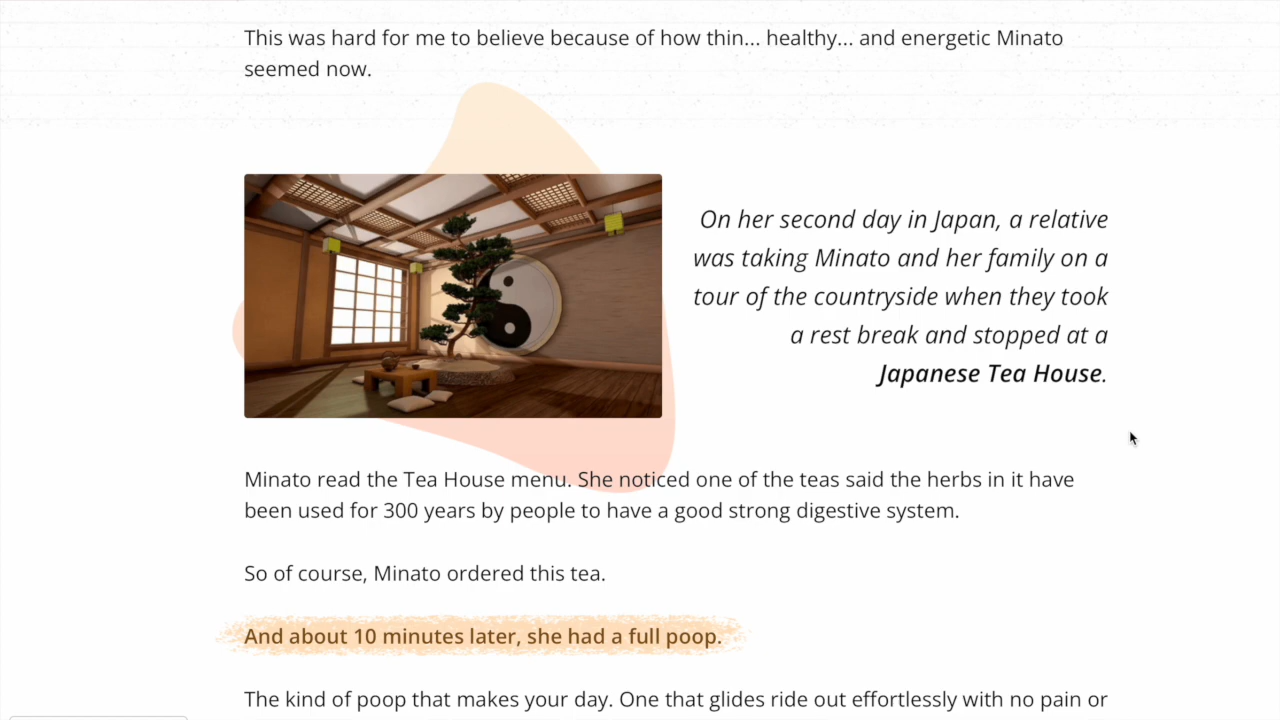 This was hard for me to believe because of how thin... healthy... and energetic Minato
seemed now.
On her second day in Japan, a relative
was taking Minato and her family on a
tour of the countryside when they took
a rest break and stopped at a
Japanese Tea House.
Minato read the Tea House menu. She noticed one of the teas said the herbs in it have
been used for 300 years by people to have a good strong digestive system.
So of course, Minato ordered this tea.
And about 10 minutes later, she had a full poop.
The kind of poop that makes your day. One that glides ride out effortlessly with no pain or